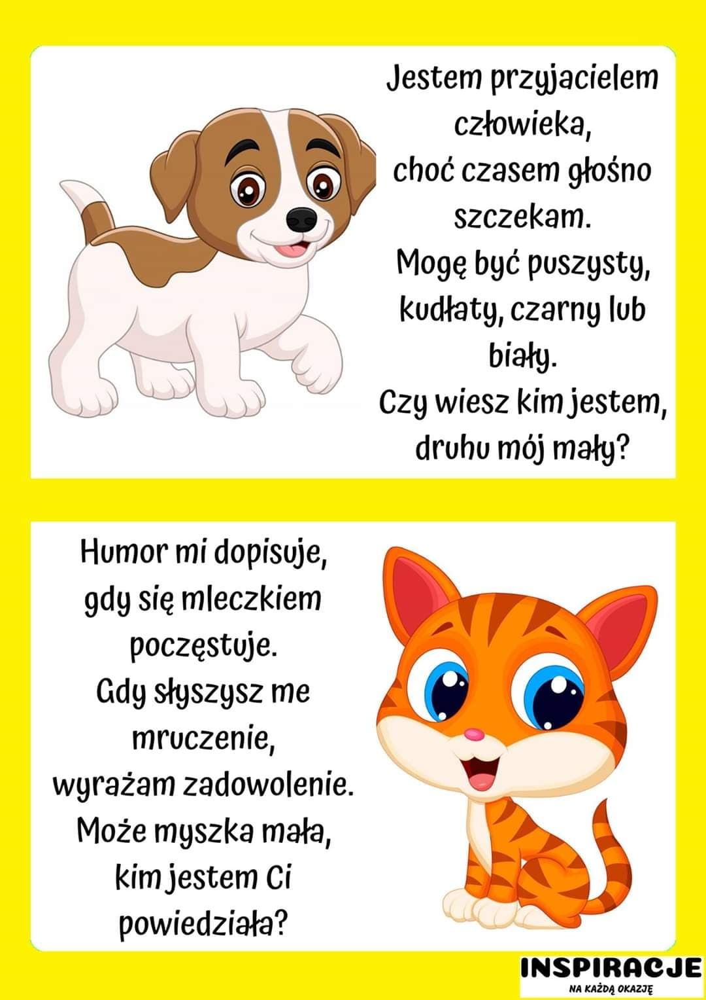 Jestem przyjacielem
człowieka,
choć czasem głośno
szczekam.
Mogę być puszysty,
kudłaty, czarny lub
biały.
Czy wiesz kim jestem,
druhu mój mały?
Humor mi dopisuje,
gdy się mleczkiem
poczęstuje.
Gdy słyszysz me
mruczenie,
wyrażam zadowolenie.
Może myszka mała,
kim jestem Ci
powiedziała?
INSPIRACJE
NA KAŻDĄ OKAZJĘ